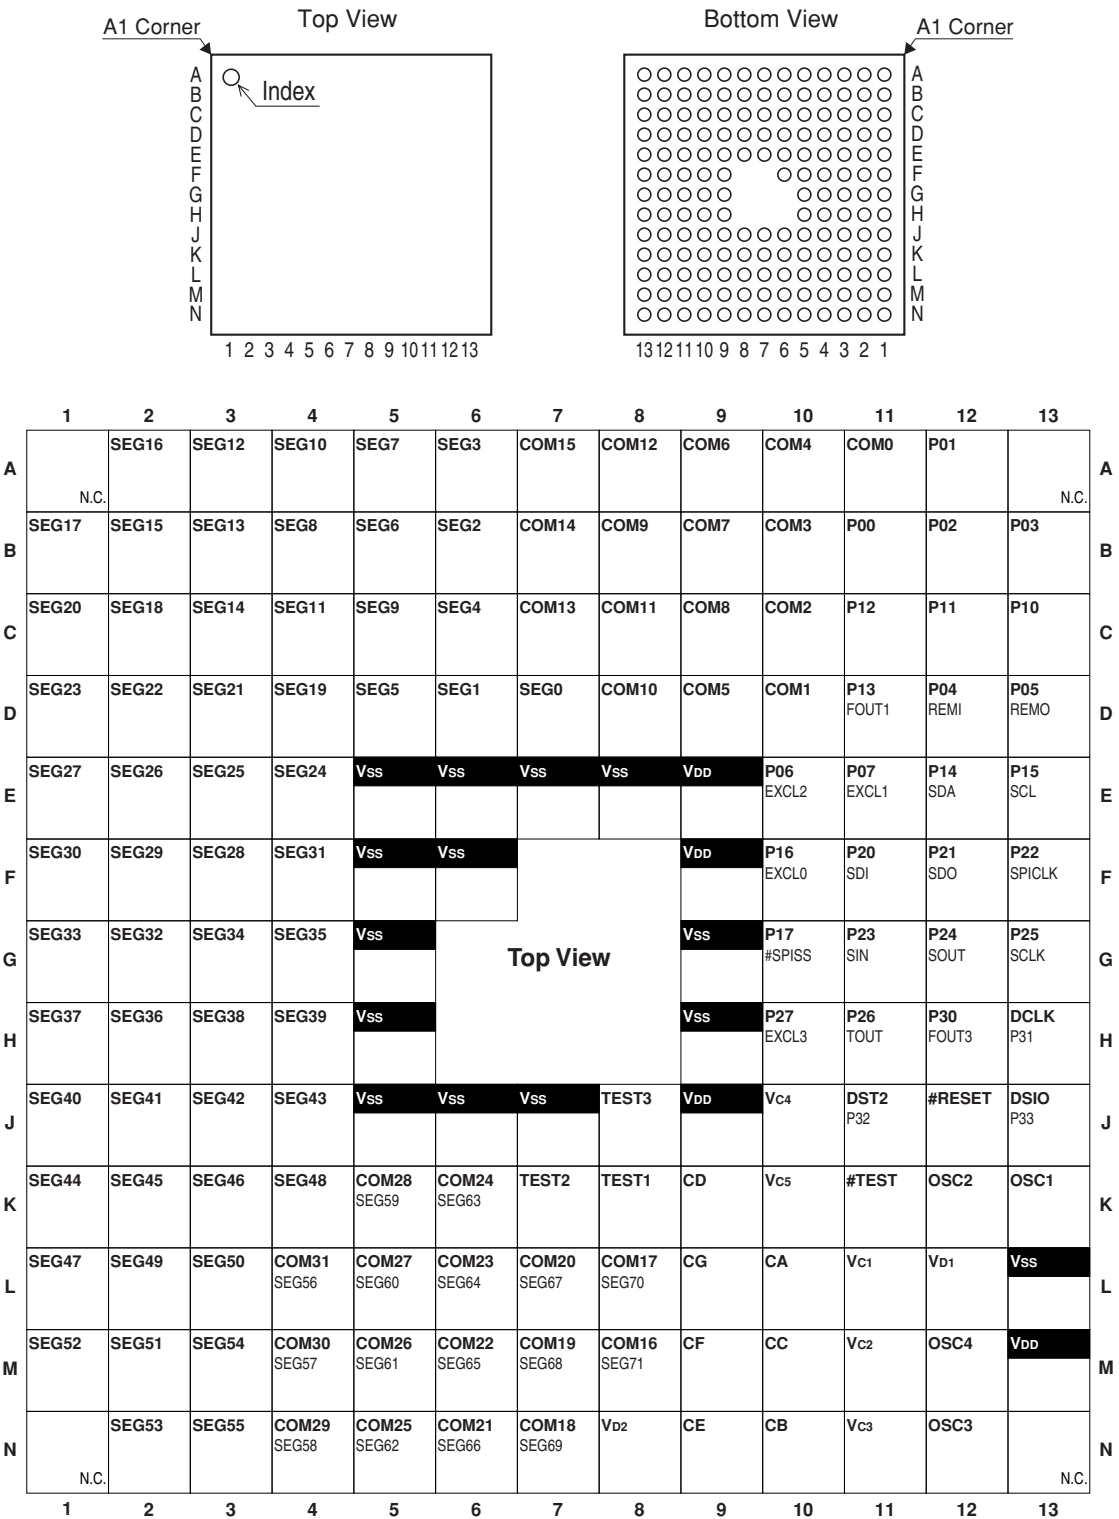 Top View
Bottom View
A1 Corner
A1 Corner
Index
A
B
C
D
E
F
G
H
J
K
L
M
N
A
B
C
D
E
F
G
H
J
K
L
M
N
1 2 3 4 5 6 7 8 9 10 11 12 13
13 12 11 10 9 8 7 6 5 4 3 2 1
1 2 3 4 5 6 7 8 9 10 11 12 13
SEG16 SEG12 SEG10 SEG7 SEG3 COM15 COM12 COM6 COM4 COM0 P01
A A
N.C. N.C.
SEG17 SEG15 SEG13 SEG8 SEG6 SEG2 COM14 COM9 COM7 COM3 P00 P02 P03
B B
SEG20 SEG18 SEG14 SEG11 SEG9 SEG4 COM13 COM11 COM8 COM2 P12 P11 P10
C C
SEG23 SEG22 SEG21 SEG19 SEG5 SEG1 SEG0 COM10 COM5 COM1 P13 P04 P05
FOUT1 REMI REMO
D D
SEG27 SEG26 SEG25 SEG24 Vss Vss Vss Vss VDD P06 P07 P14 P15
EXCL2 EXCL1 SDA SCL
E E
SEG30 SEG29 SEG28 SEG31 Vss Vss VDD P16 P20 P21 P22
EXCL0 SDI SDO SPICLK
F F
SEG33 SEG32 SEG34 SEG35 Vss Vss P17 P23 P24 P25
#SPISS SIN SOUT SCLK
G Top View G
SEG37 SEG36 SEG38 SEG39 Vss Vss P27 P26 P30 DCLK
EXCL3 TOUT FOUT3 P31
H H
SEG40 SEG41 SEG42 SEG43 Vss Vss Vss TEST3 VDD VC4 DST2 #RESET DSIO
P32 P33
J J
SEG44 SEG45 SEG46 SEG48 COM28 COM24 TEST2 TEST1 CD VC5 #TEST OSC2 OSC1
SEG59 SEG63
K K
SEG47 SEG49 SEG50 COM31 COM27 COM23 COM20 COM17 CG CA VC1 VD1 Vss
SEG56 SEG60 SEG64 SEG67 SEG70
L L
SEG52 SEG51 SEG54 COM30 COM26 COM22 COM19 COM16 CF CC VC2 OSC4 VDD
SEG57 SEG61 SEG65 SEG68 SEG71
M M
SEG53 SEG55 COM29 COM25 COM21 COM18 VD2 CE CB VC3 OSC3
SEG58 SEG62 SEG66 SEG69
N N
N.C. N.C.
1 2 3 4 5 6 7 8 9 10 11 12 13